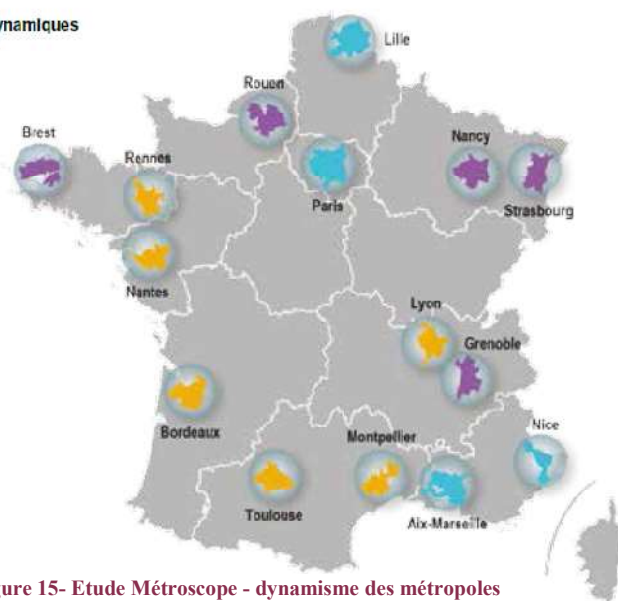 ynamiques
Lille
Rouen
Brest
Nancy
Rennes
Paris
Strasbourg
Nantes
Lyon
Grenoble
Bordeaux
Montpellier
Nice
Toulouse
Aix-Marseille
gure 15- Etude Métroscope - dynamisme des métropoles